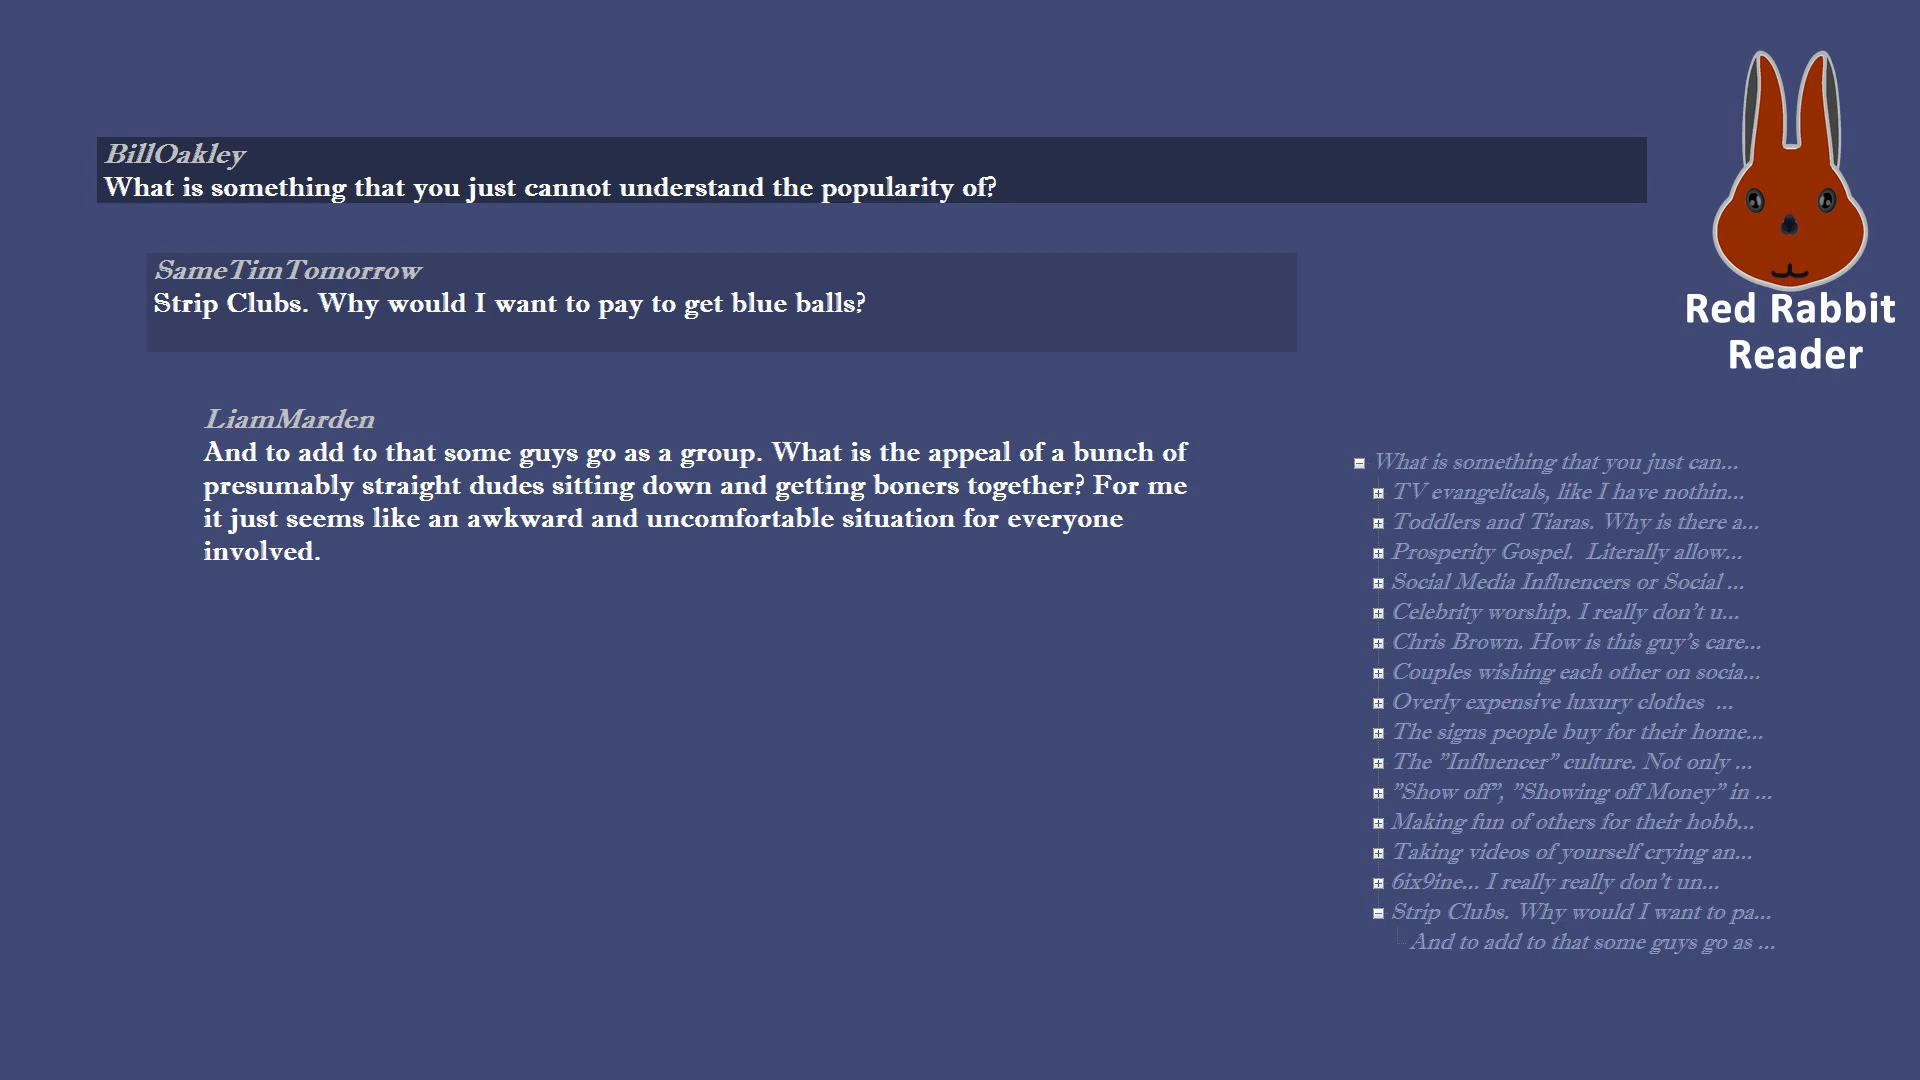 BillOakley
What is something that you just cannot understand the popularity of?
SameTimTomorrow
Strip Clubs. Why would I want to pay to get blue balls?
LiamMarden
And to add to that some guys go as a group. What is the appeal of a bunch of
presumably straight dudes sitting down and getting boners together? For me
it just seems like an awkward and uncomfortable situation for everyone
involved.
Red Rabbit
Reader
What is something that you just can...
TV evangelicals, like I have nothin...
Toddlers and Tiaras. Why is there a...
Prosperity Gospel.  Literally allow...
Social Media Influencers or Social ...
Celebrity worship. I really don't u...
Chris Brown. How is this guy's care...
Couples wishing each other on socia...
Overly expensive luxury clothes  ...
The signs people buy for their home...
The "Influencer" culture. Not only ...
"Show off", "Showing off Money" in ...
Making fun of others for their hobb...
Taking videos of yourself crying an...
6ix9ine... I really really don't un...
Strip Clubs. Why would I want to pa...
And to add to that some guys go as ...